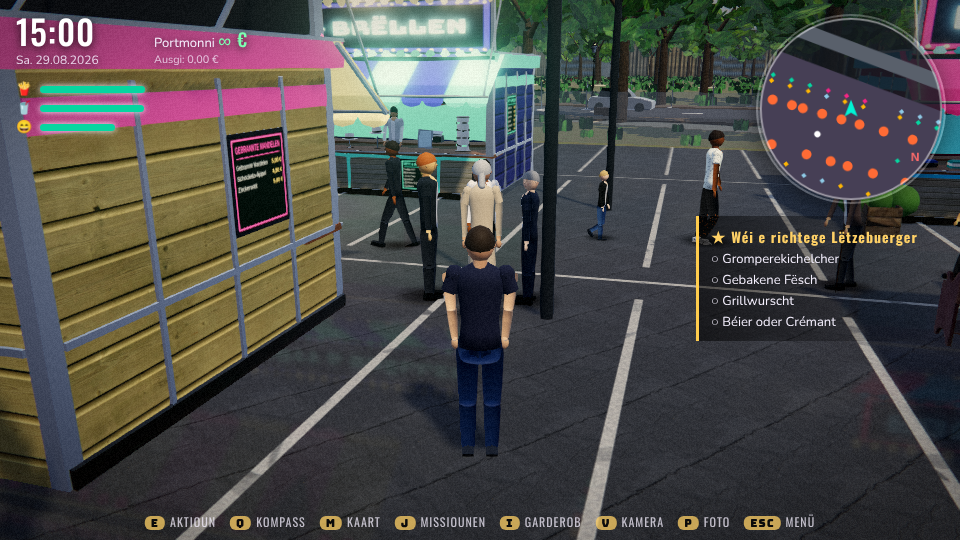 15:00
Sa. 29.08.2026
Portmonni ∞ €
Ausgi: 0,00 €
BULLEN
GEBRANNTE MANDELEN
N
★ Wéi e richtege Lëtzebuerger
○ Gromperekichelcher
○ Gebakene Fësch
○ Grillwurscht
○ Béier oder Crémant
E AKTIOUN Q KOMPASS M KAART J MISSIOUNEN I GARDEROB V KAMERA P FOTO ESC MENÜ